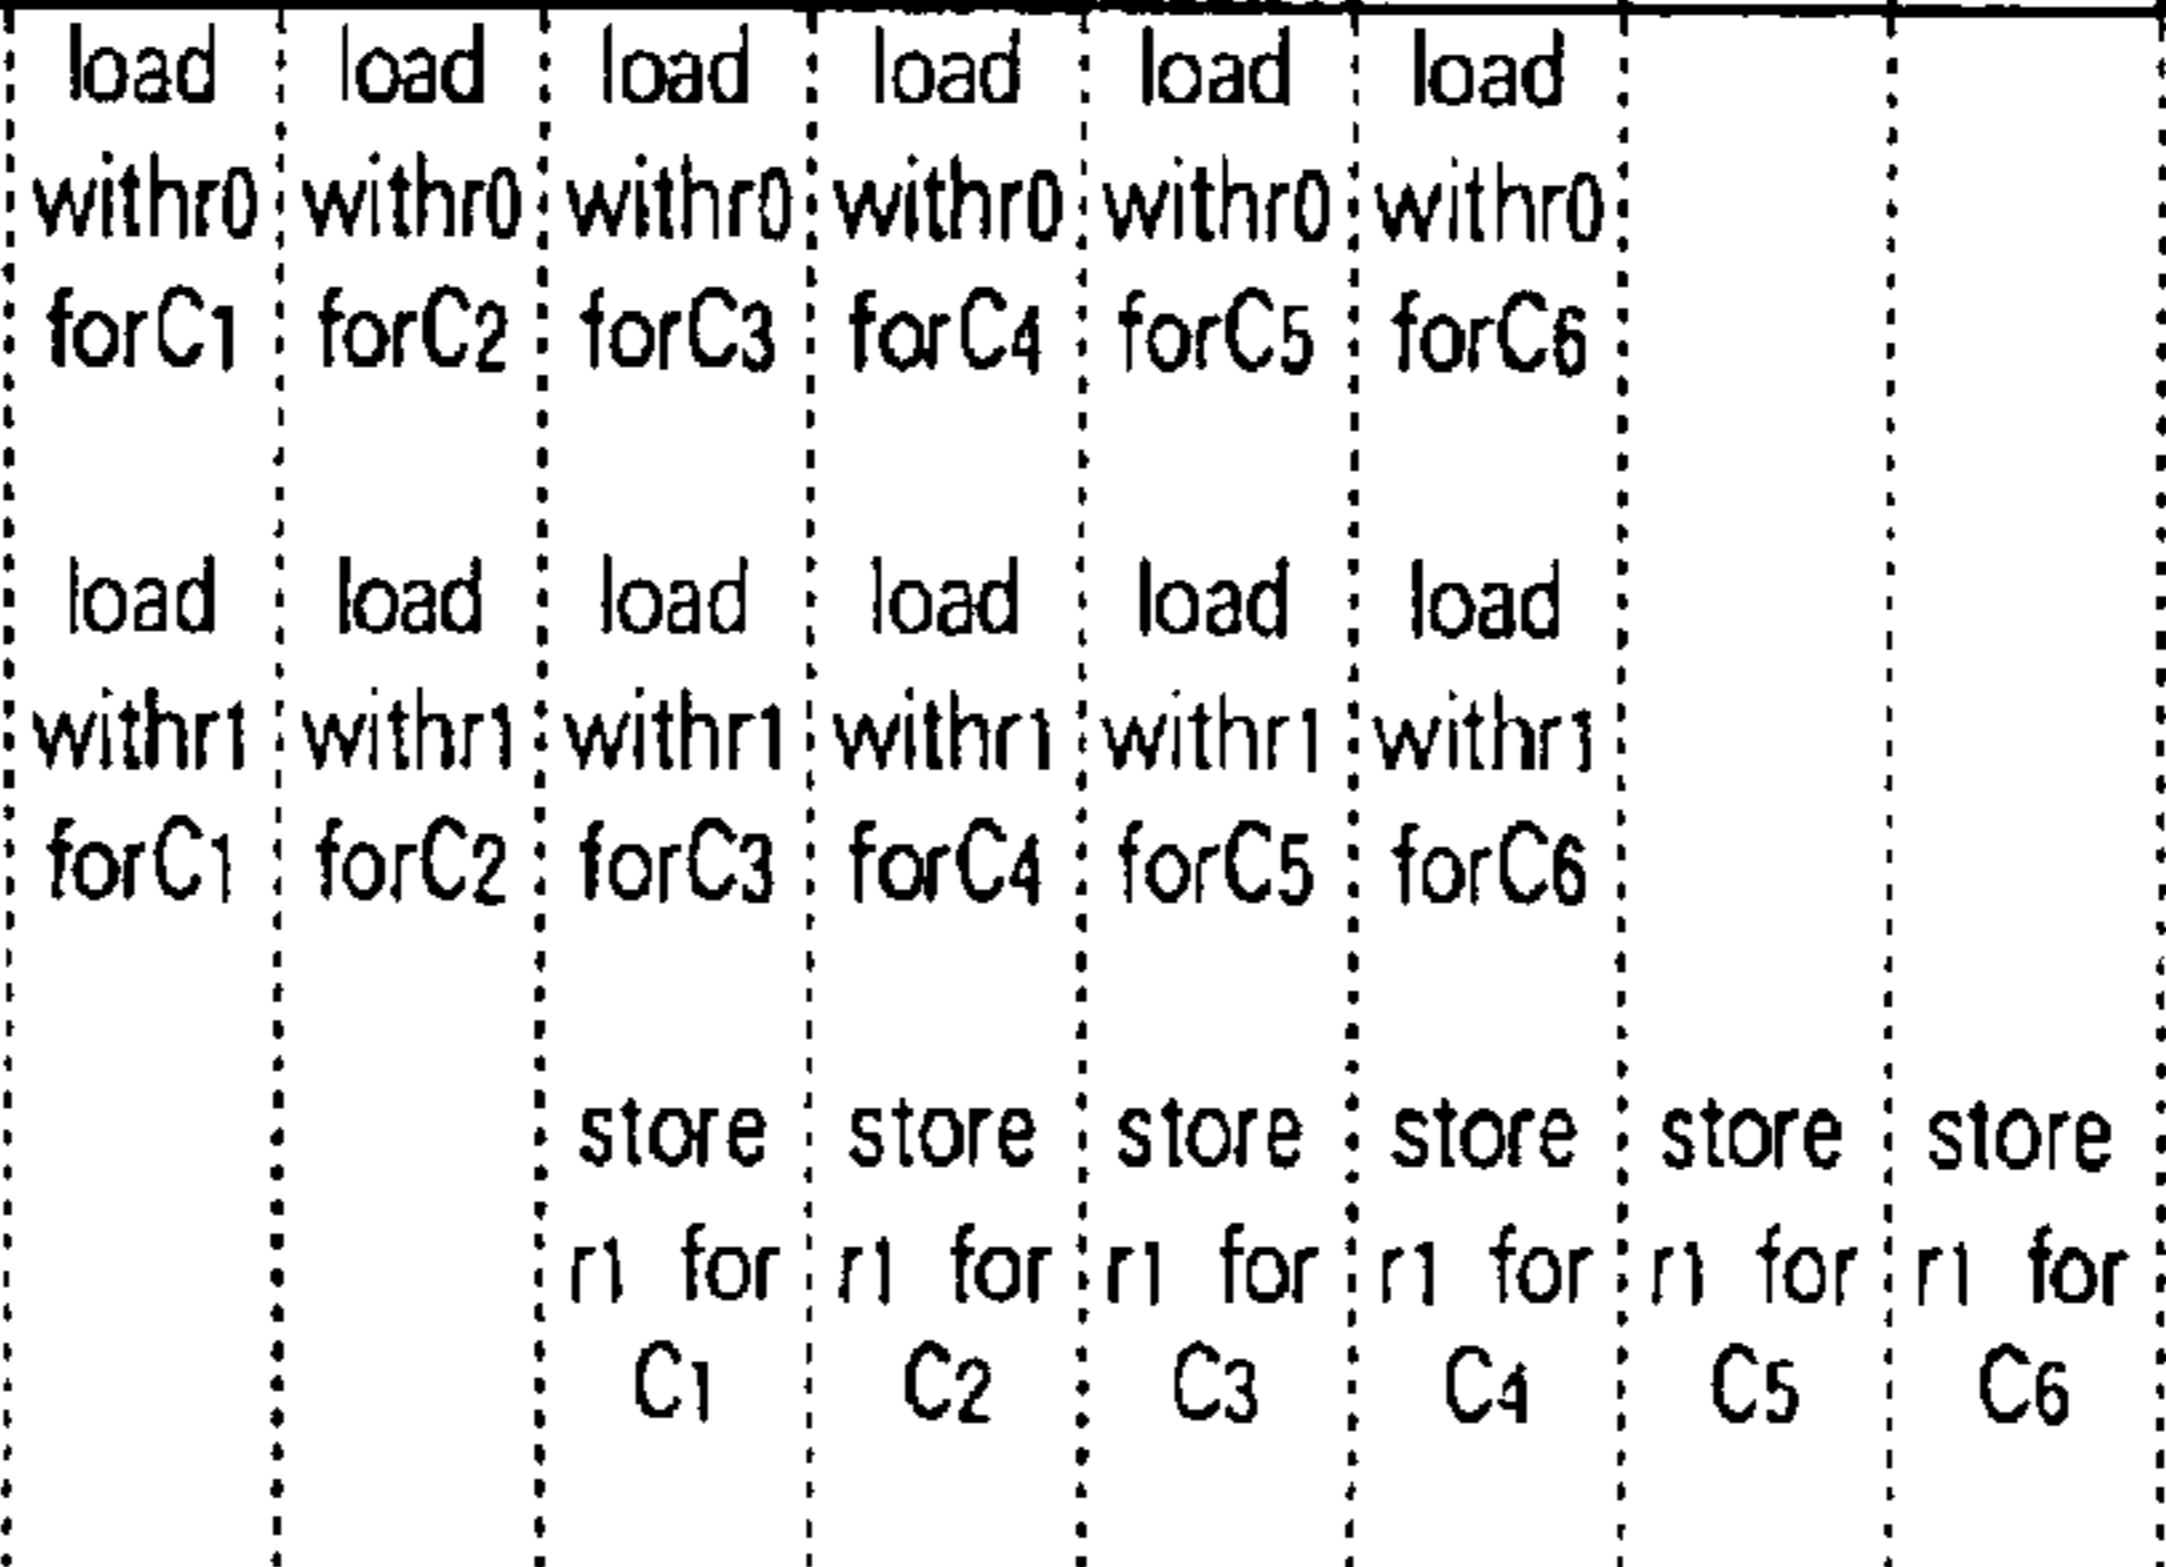 load load load load load load
withr0 withr0 withr0 withr0 withr0 withr0
forC1 forC2 forC3 forC4 forC5 forC6
load load load load load load
withr1 withr1 withr1 withr1 withr1 withr1
forC1 forC2 forC3 forC4 forC5 forC6
store store store store store store
r1 for r1 for r1 for r1 for r1 for r1 for
C1 C2 C3 C4 C5 C6